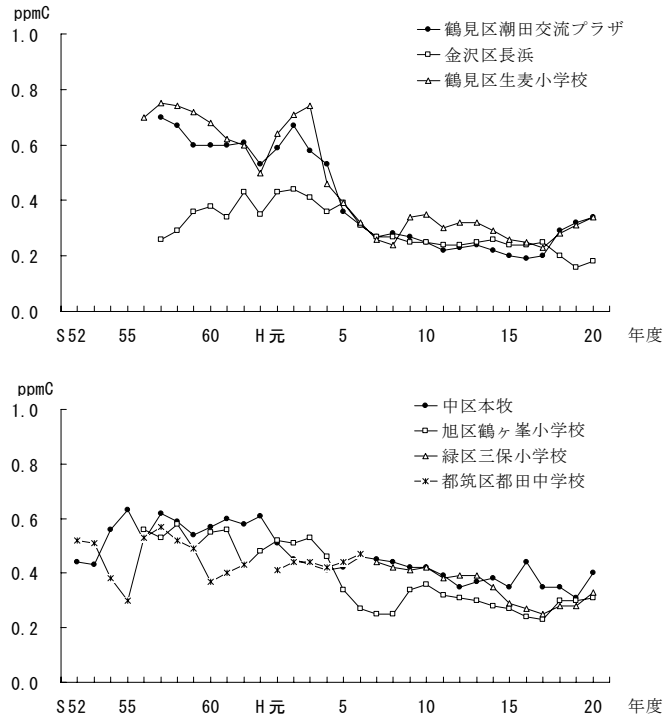 ppmC
1.0
鶴見区潮田交流プラザ
金沢区長浜
0.8
鶴見区生麦小学校
0.6
0.4
0.2
0.0
S52 55 60 H元 5 10 15 20 年度
ppmC
1.0
中区本牧
旭区鶴ヶ峯小学校
0.8
緑区三保小学校
都筑区都田中学校
0.6
0.4
0.2
0.0
S52 55 60 H元 5 10 15 20 年度